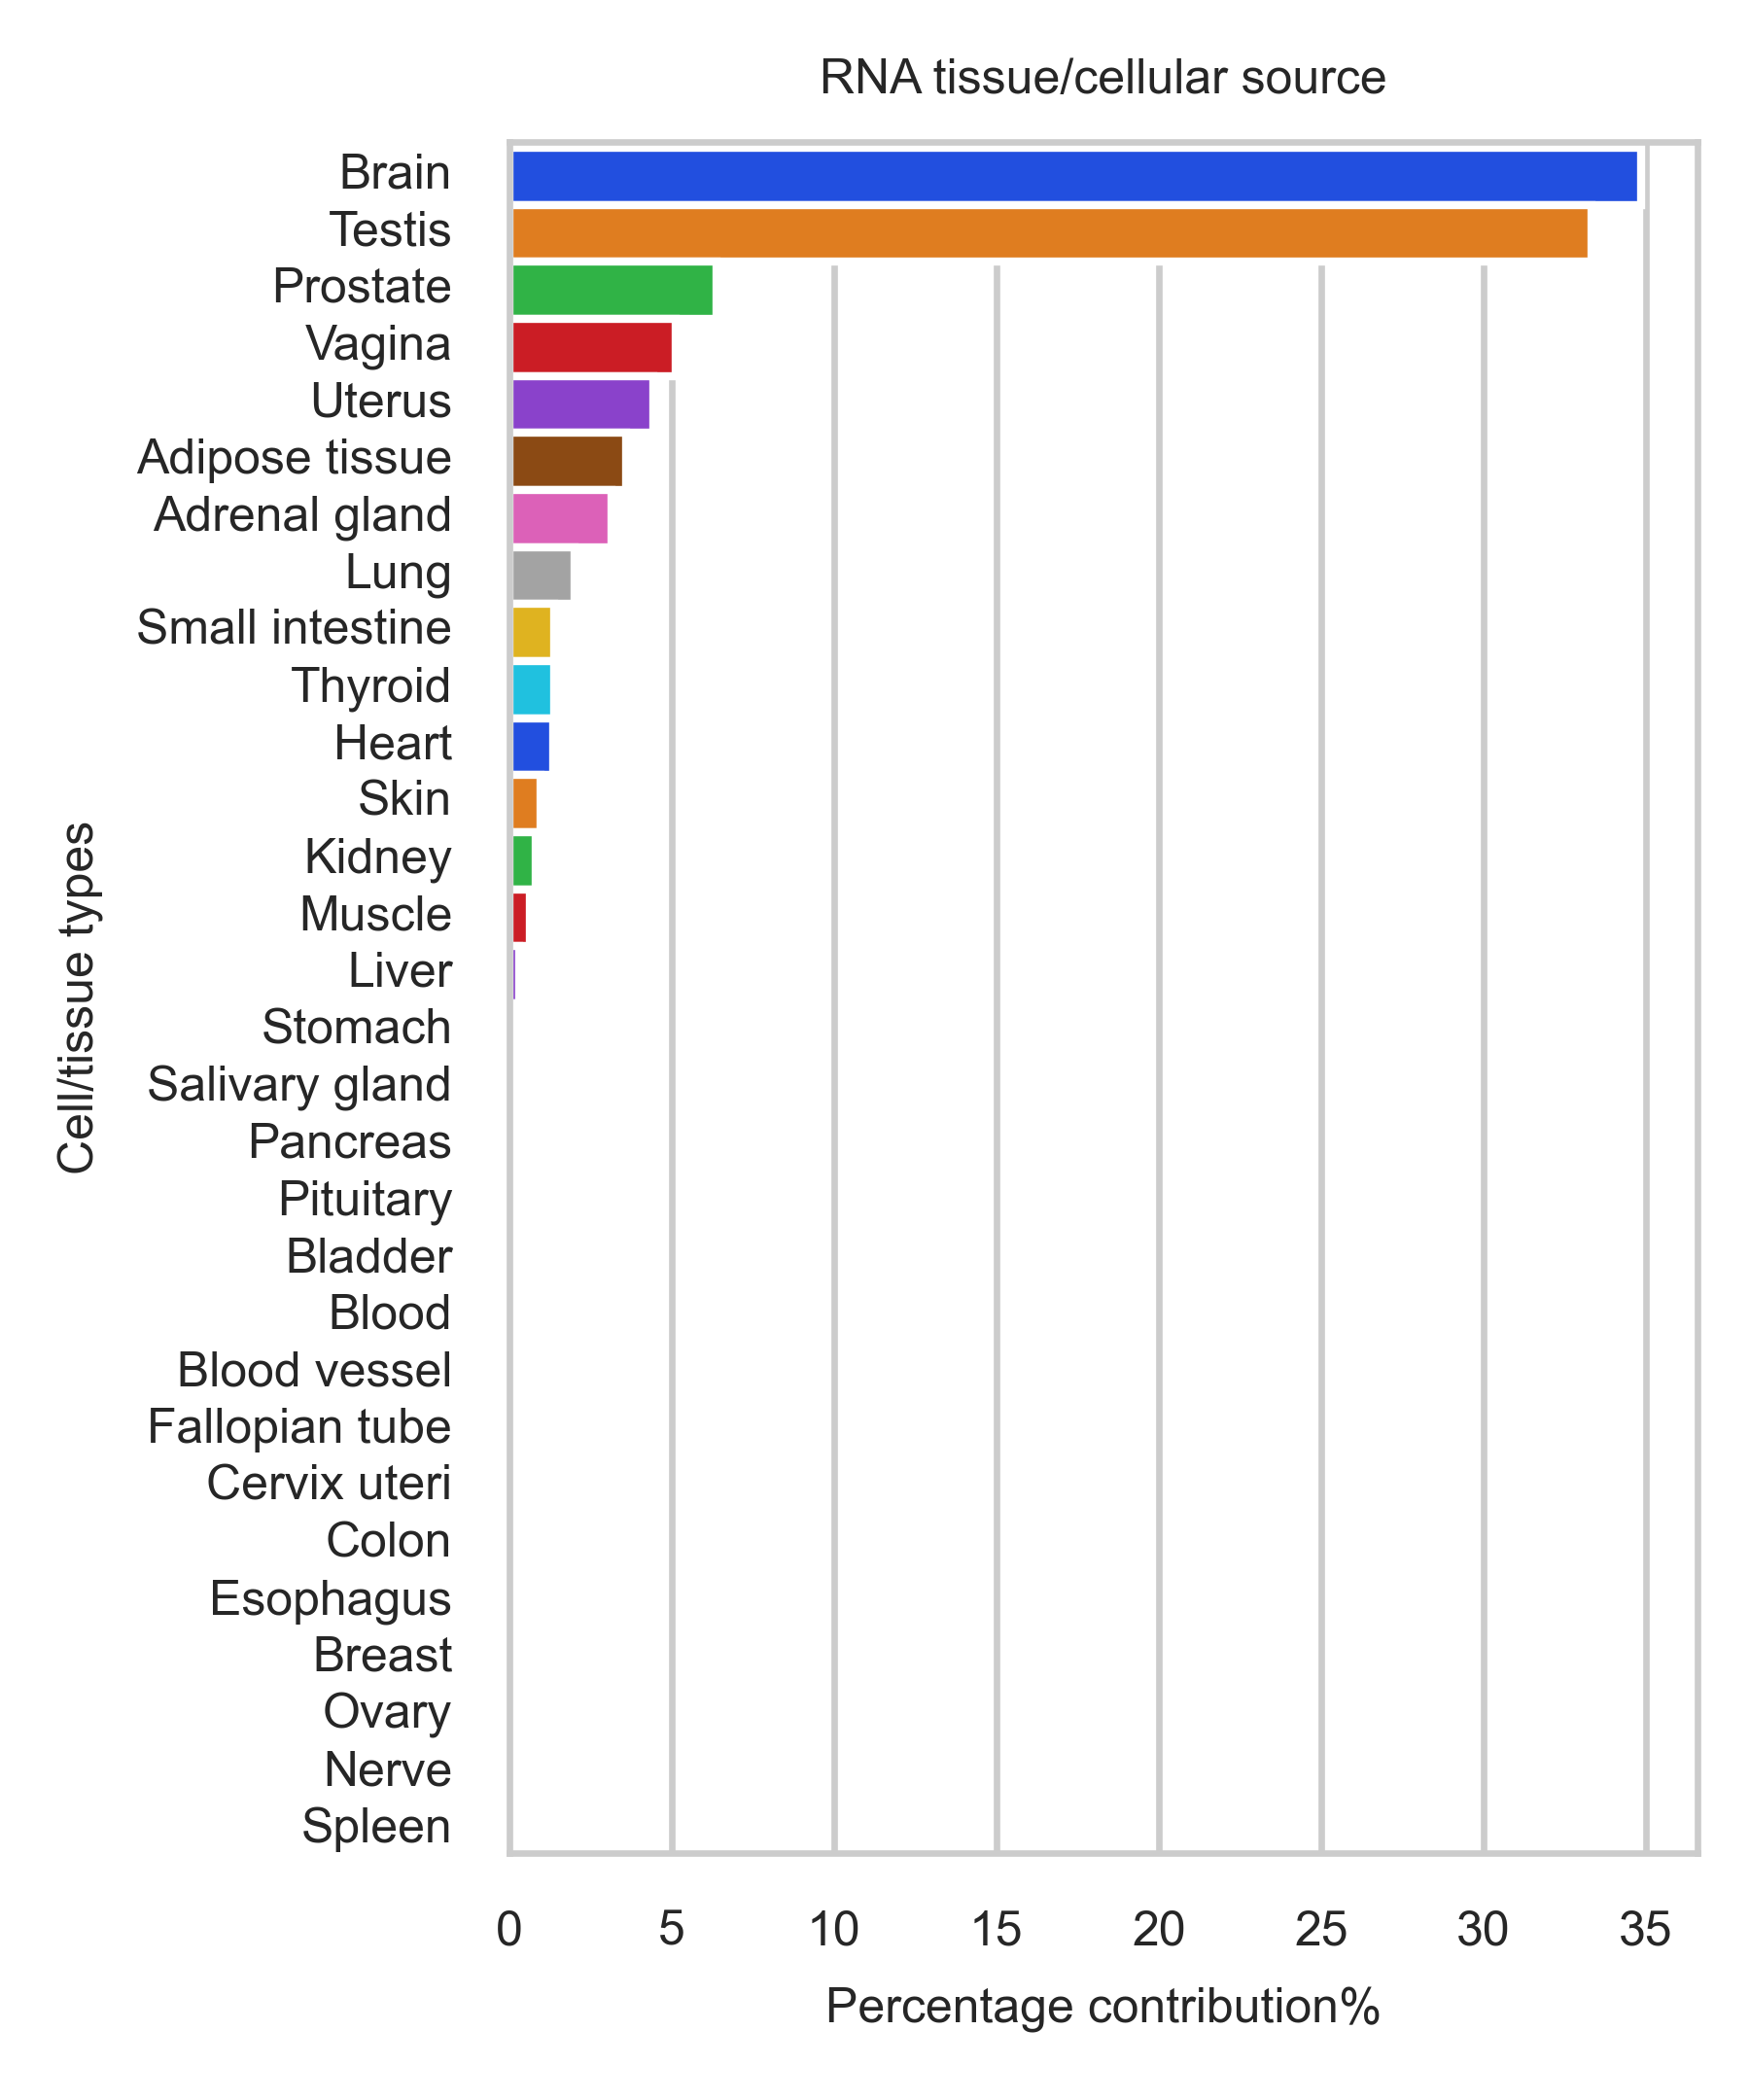 RNA tissue/cellular source
Brain
Testis
Prostate
Vagina
Uterus
Adipose tissue
Adrenal gland
Lung
Small intestine
Thyroid
Heart
Skin
Kidney
Muscle
Liver
Stomach
Salivary gland
Pancreas
Pituitary
Bladder
Blood
Blood vessel
Fallopian tube
Cervix uteri
Colon
Esophagus
Breast
Ovary
Nerve
Spleen
Cell/tissue types
0 5 10 15 20 25 30 35
Percentage contribution%